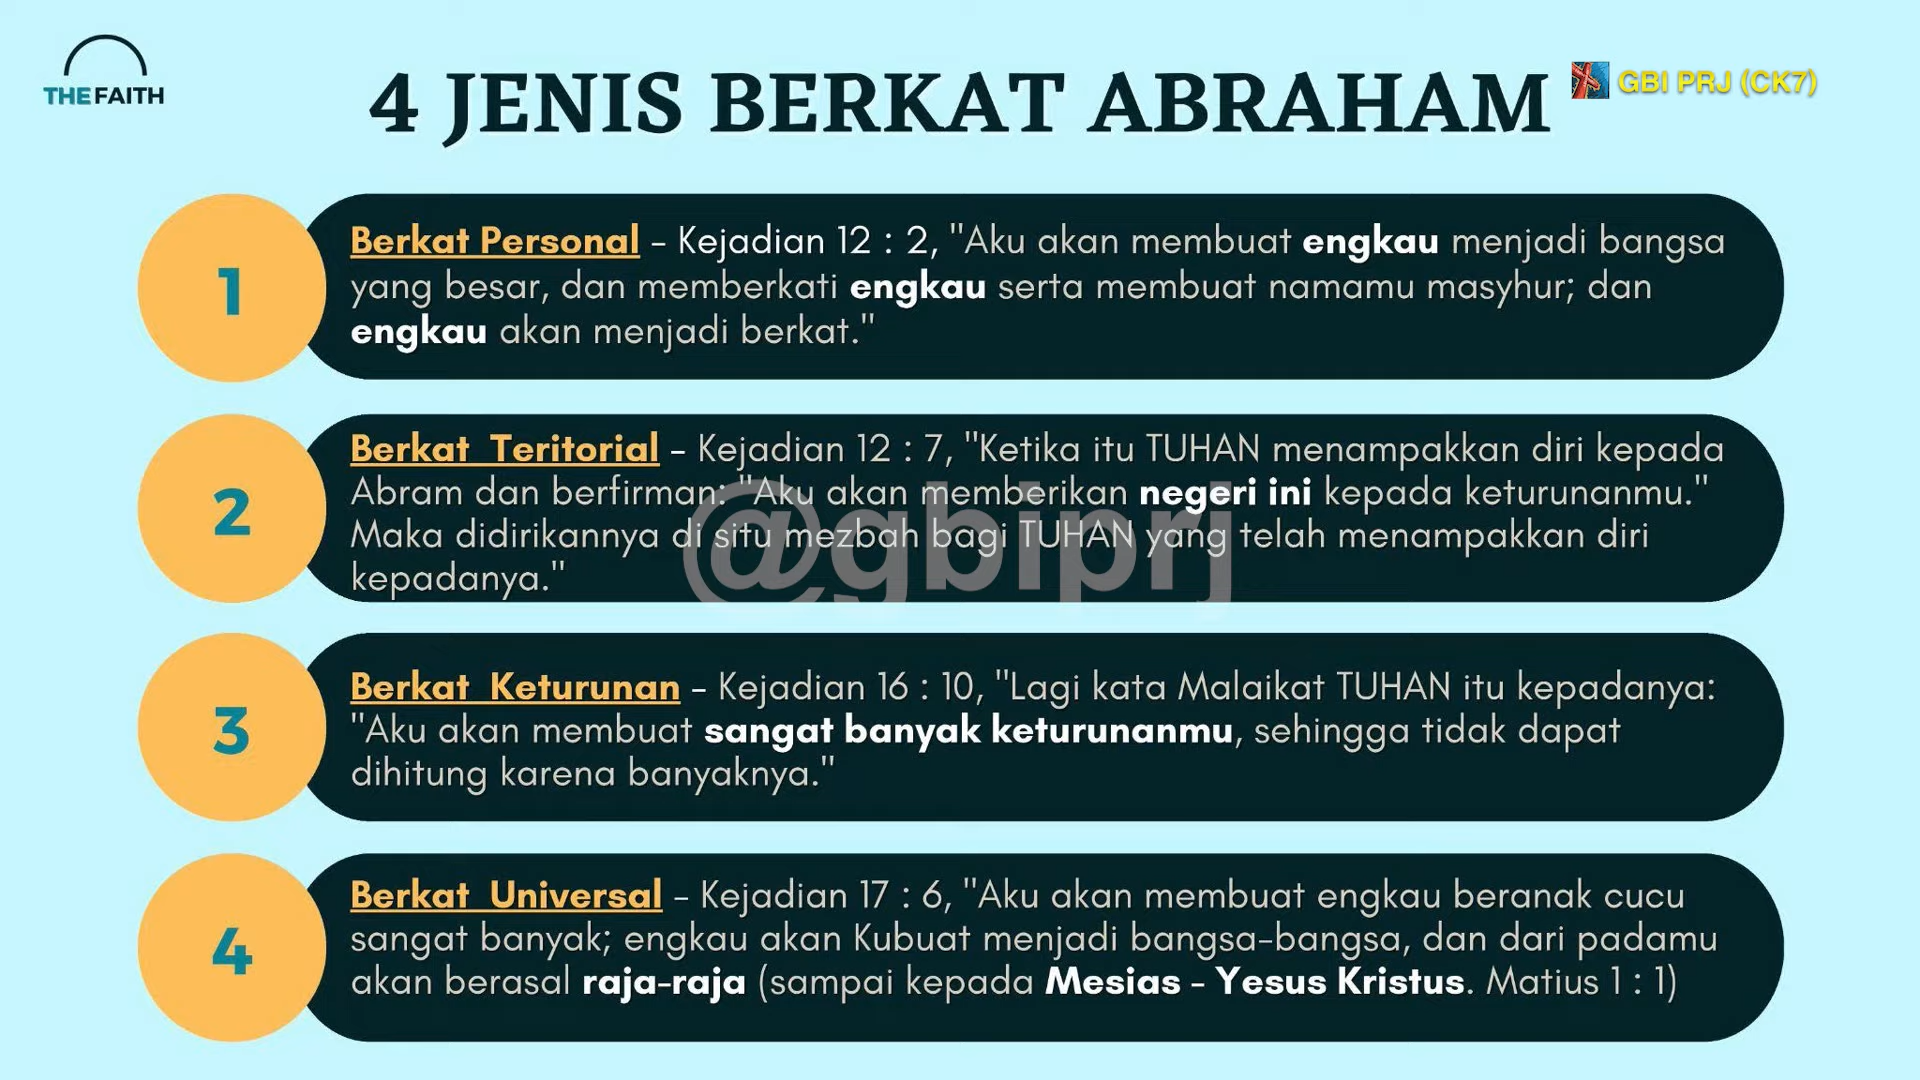 THE FAITH
4 JENIS BERKAT ABRAHAM
GBI PRJ (CK7)
1
Berkat Personal - Kejadian 12 : 2, "Aku akan membuat engkau menjadi bangsa
yang besar, dan memberkati engkau serta membuat namamu masyhur; dan
engkau akan menjadi berkat."
2
Berkat Teritorial - Kejadian 12 : 7, "Ketika itu TUHAN menampakkan diri kepada
Abram dan berfirman: "Aku akan memberikan negeri ini kepada keturunanmu."
Maka didirikannya di situ mezbah bagi TUHAN yang telah menampakkan diri
kepadanya."
@gbiprj
3
Berkat Keturunan - Kejadian 16 : 10, "Lagi kata Malaikat TUHAN itu kepadanya:
"Aku akan membuat sangat banyak keturunanmu, sehingga tidak dapat
dihitung karena banyaknya."
4
Berkat Universal - Kejadian 17 : 6, "Aku akan membuat engkau beranak cucu
sangat banyak; engkau akan Kubuat menjadi bangsa-bangsa, dan dari padamu
akan berasal raja-raja (sampai kepada Mesias - Yesus Kristus. Matius 1 : 1)